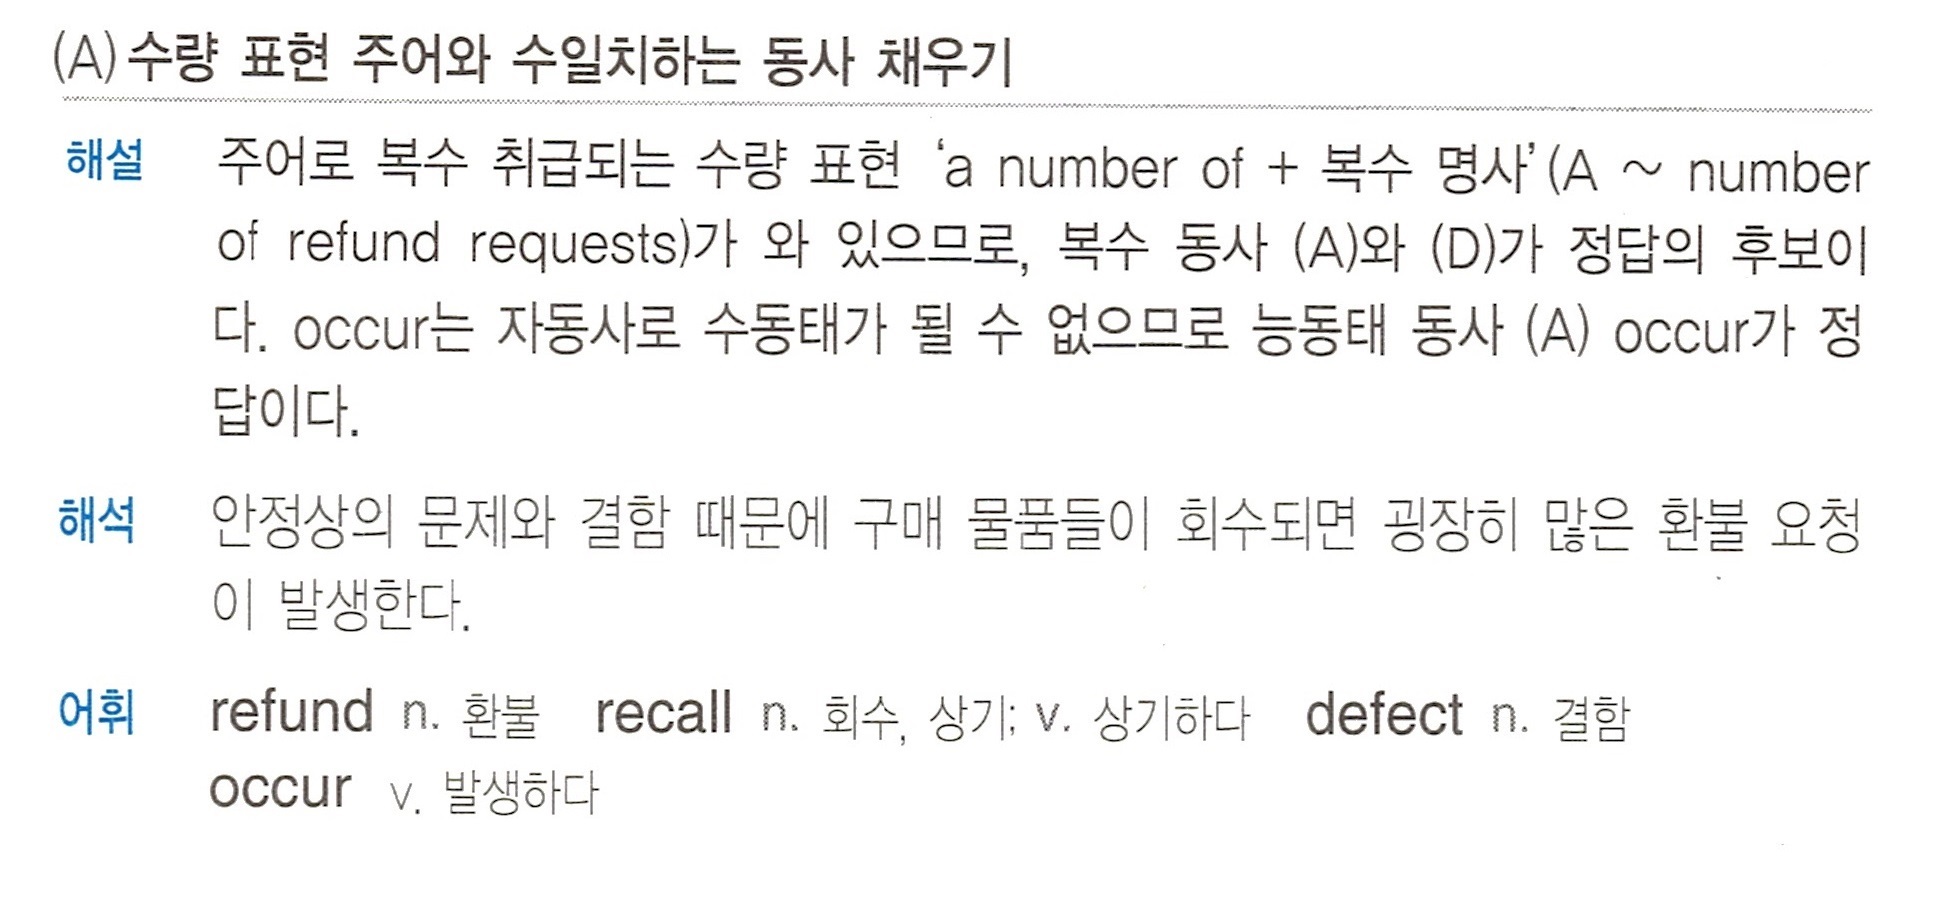 (A) 수량 표현 주어와 수일치하는 동사 채우기
해설 주어로 복수 취급되는 수량 표현 ‘a number of + 복수 명사’(A ~ number
of refund requests)가 와 있으므로, 복수 동사 (A)와 (D)가 정답의 후보이
다. occur는 자동사로 수동태가 될 수 없으므로 능동태 동사 (A) occur가 정
답이다.
해석 안정상의 문제와 결함 때문에 구매 물품들이 회수되면 굉장히 많은 환불 요청
이 발생한다.
어휘 refund n. 환불 recall n. 회수, 상기; v. 상기하다 defect n. 결함
occur v. 발생하다